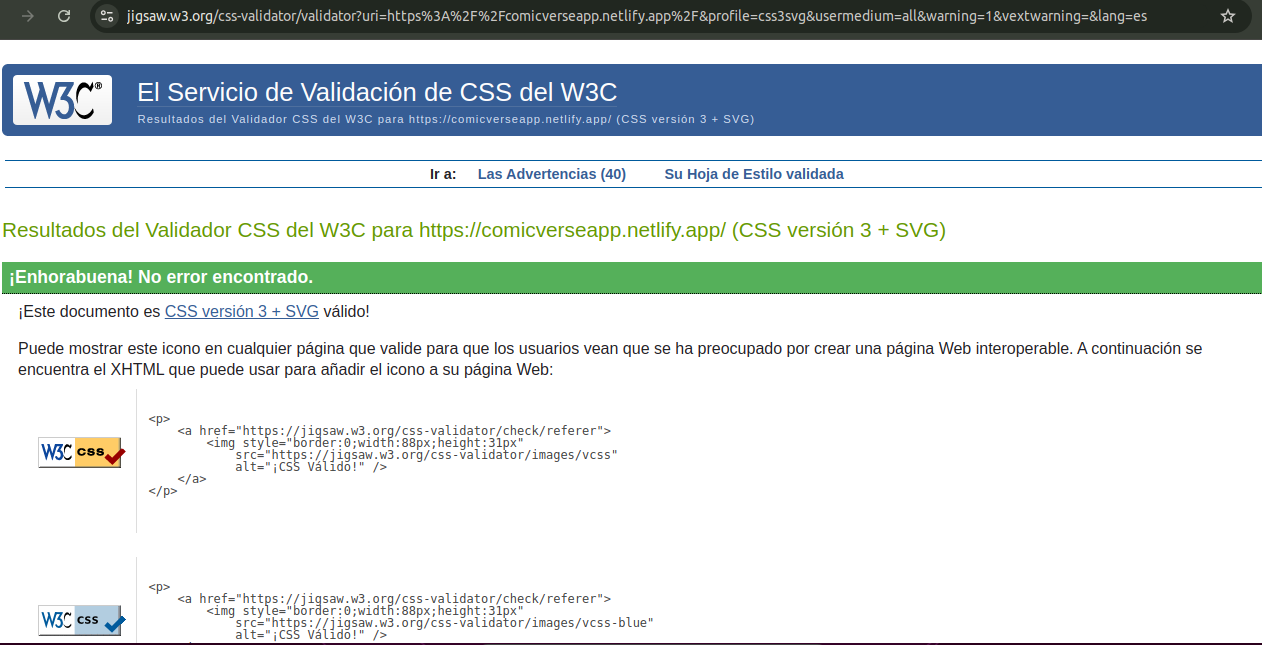 jigsaw.w3.org/css-validator/validator?uri=https%3A%2F%2Fcomicverseapp.netlify.app%2F&profile=css3svg&usermedium=all&warning=1&vextwarning=&lang=es
W3C®
El Servicio de Validación de CSS del W3C
Resultados del Validador CSS del W3C para https://comicverseapp.netlify.app/ (CSS versión 3 + SVG)
Ir a: Las Advertencias (40) Su Hoja de Estilo validada
Resultados del Validador CSS del W3C para https://comicverseapp.netlify.app/ (CSS versión 3 + SVG)
¡Enhorabuena! No error encontrado.
¡Este documento es CSS versión 3 + SVG válido!
Puede mostrar este icono en cualquier página que valide para que los usuarios vean que se ha preocupado por crear una página Web interoperable. A continuación se
encuentra el XHTML que puede usar para añadir el icono a su página Web:
W3C css
<p>
<a href="https://jigsaw.w3.org/css-validator/check/referer">
<img style="border:0;width:88px;height:31px"
src="https://jigsaw.w3.org/css-validator/images/vcss"
alt="¡CSS Válido!" />
</a>
</p>
W3C css
<p>
<a href="https://jigsaw.w3.org/css-validator/check/referer">
<img style="border:0;width:88px;height:31px"
src="https://jigsaw.w3.org/css-validator/images/vcss-blue"
alt="¡CSS Válido!" />